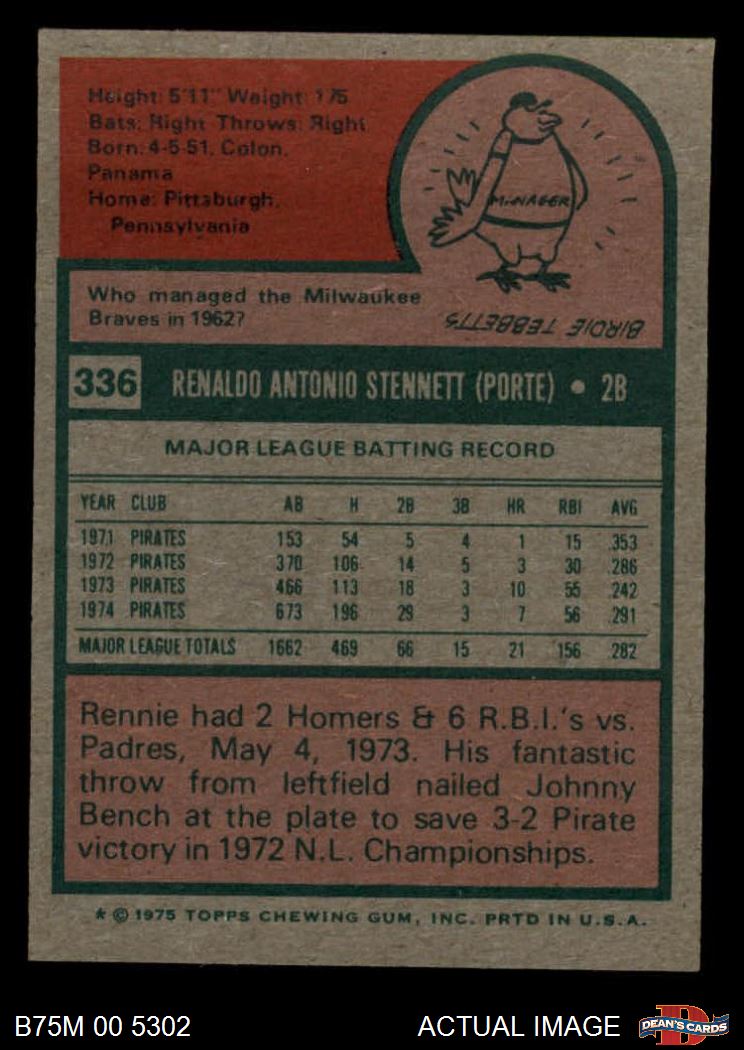 Height: 5'11" Weight: 175
Bats: Right Throws: Right
Born: 4-5-51, Colon,
Panama
Home: Pittsburgh,
Pennsylvania
MANAGER
Who managed the Milwaukee
Braves in 1962?
BIRDIE TEBBETTS
336 RENALDO ANTONIO STENNETT (PORTE) • 2B
MAJOR LEAGUE BATTING RECORD
YEAR CLUB AB H 2B 3B HR RBI AVG
1971 PIRATES 153 54 5 4 1 15 .353
1972 PIRATES 370 106 14 5 3 30 .286
1973 PIRATES 466 113 18 3 10 55 .242
1974 PIRATES 673 196 29 3 7 56 .291
MAJOR LEAGUE TOTALS 1662 469 66 15 21 156 .282
Rennie had 2 Homers & 6 R.B.I.'s vs.
Padres, May 4, 1973. His fantastic
throw from leftfield nailed Johnny
Bench at the plate to save 3-2 Pirate
victory in 1972 N.L. Championships.
* © 1975 TOPPS CHEWING GUM, INC. PRTD IN U.S.A.
B75M 00 5302 ACTUAL IMAGE
D
DEAN'S CARDS